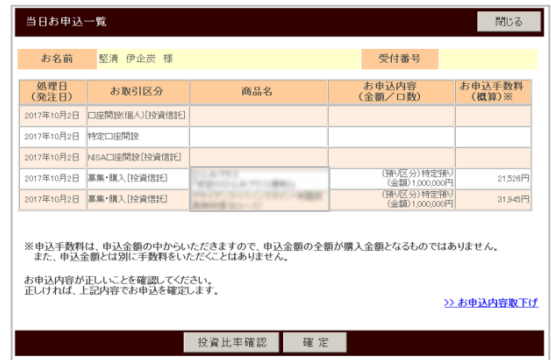 当日お申込一覧
閉じる
お名前 堅清 伊企炭 様 受付番号
処理日 お取引区分 商品名 お申込内容 お申込手数料
(発注日) (金額/口数) (概算)※
2017年10月2日 口座開設(個人)[投資信託]
2017年10月2日 特定口座開設
2017年10月2日 NISA口座開設[投資信託]
2017年10月2日 募集・購入[投資信託] (預り区分)特定預り 21,526円
(金額)1,000,000円
2017年10月2日 募集・購入[投資信託] (預り区分)特定預り 31,945円
(金額)1,000,000円
※申込手数料は、申込金額の中からいただきますので、申込金額の全額が購入金額となるものではありません。
また、申込金額とは別に手数料をいただくことはありません。
お申込内容が正しいことを確認してください。
正しければ、上記内容でお申込を確定します。
>> お申込内容取下げ
投資比率確認 確 定